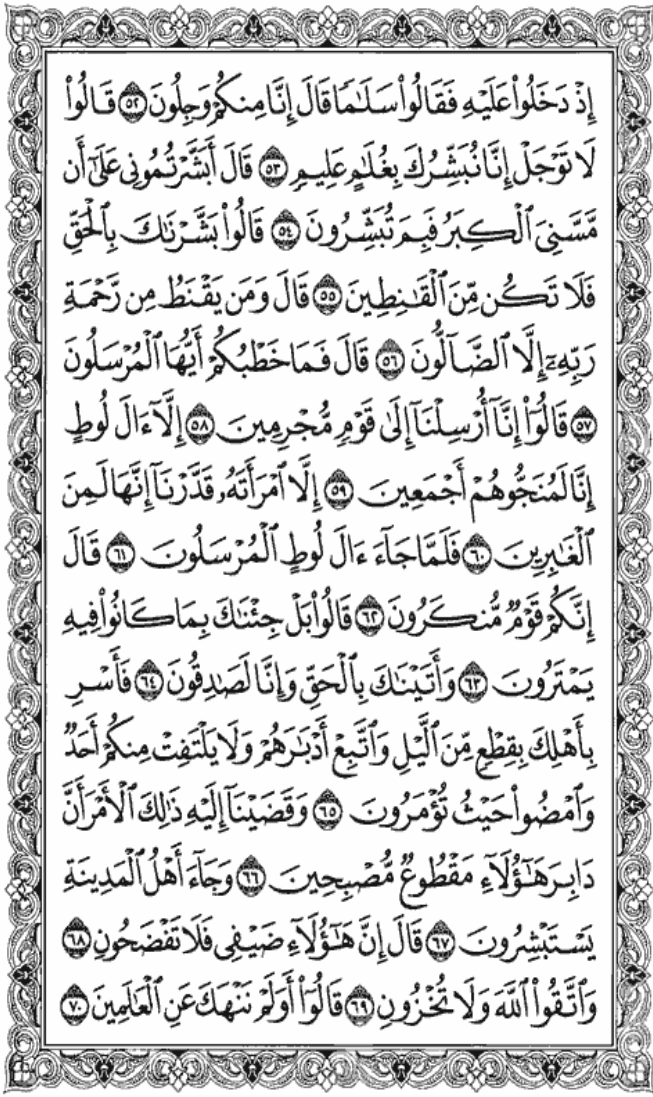 إِذْ دَخَلُوا۟ عَلَيْهِ فَقَالُوا۟ سَلَٰمًا قَالَ إِنَّا مِنكُمْ وَجِلُونَ ٥٢ قَالُوا۟
لَا تَوْجَلْ إِنَّا نُبَشِّرُكَ بِغُلَٰمٍ عَلِيمٍ ٥٣ قَالَ أَبَشَّرْتُمُونِى عَلَىٰٓ أَن
مَّسَّنِىَ ٱلْكِبَرُ فَبِمَ تُبَشِّرُونَ ٥٤ قَالُوا۟ بَشَّرْنَٰكَ بِٱلْحَقِّ
فَلَا تَكُن مِّنَ ٱلْقَٰنِطِينَ ٥٥ قَالَ وَمَن يَقْنَطُ مِن رَّحْمَةِ
رَبِّهِۦٓ إِلَّا ٱلضَّآلُّونَ ٥٦ قَالَ فَمَا خَطْبُكُمْ أَيُّهَا ٱلْمُرْسَلُونَ
٥٧ قَالُوٓا۟ إِنَّآ أُرْسِلْنَآ إِلَىٰ قَوْمٍ مُّجْرِمِينَ ٥٨ إِلَّآ ءَالَ لُوطٍ
إِنَّا لَمُنَجُّوهُمْ أَجْمَعِينَ ٥٩ إِلَّا ٱمْرَأَتَهُۥ قَدَّرْنَآ إِنَّهَا لَمِنَ
ٱلْغَٰبِرِينَ ٦٠ فَلَمَّا جَآءَ ءَالَ لُوطٍ ٱلْمُرْسَلُونَ ٦١ قَالَ
إِنَّكُمْ قَوْمٌ مُّنكَرُونَ ٦٢ قَالُوا۟ بَلْ جِئْنَٰكَ بِمَا كَانُوا۟ فِيهِ
يَمْتَرُونَ ٦٣ وَأَتَيْنَٰكَ بِٱلْحَقِّ وَإِنَّا لَصَٰدِقُونَ ٦٤ فَأَسْرِ
بِأَهْلِكَ بِقِطْعٍ مِّنَ ٱلَّيْلِ وَٱتَّبِعْ أَدْبَٰرَهُمْ وَلَا يَلْتَفِتْ مِنكُمْ أَحَدٌ
وَٱمْضُوا۟ حَيْثُ تُؤْمَرُونَ ٦٥ وَقَضَيْنَآ إِلَيْهِ ذَٰلِكَ ٱلْأَمْرَ أَنَّ
دَابِرَ هَٰٓؤُلَآءِ مَقْطُوعٌ مُّصْبِحِينَ ٦٦ وَجَآءَ أَهْلُ ٱلْمَدِينَةِ
يَسْتَبْشِرُونَ ٦٧ قَالَ إِنَّ هَٰٓؤُلَآءِ ضَيْفِى فَلَا تَفْضَحُونِ ٦٨
وَٱتَّقُوا۟ ٱللَّهَ وَلَا تُخْزُونِ ٦٩ قَالُوٓا۟ أَوَلَمْ نَنْهَكَ عَنِ ٱلْعَٰلَمِينَ ٧٠